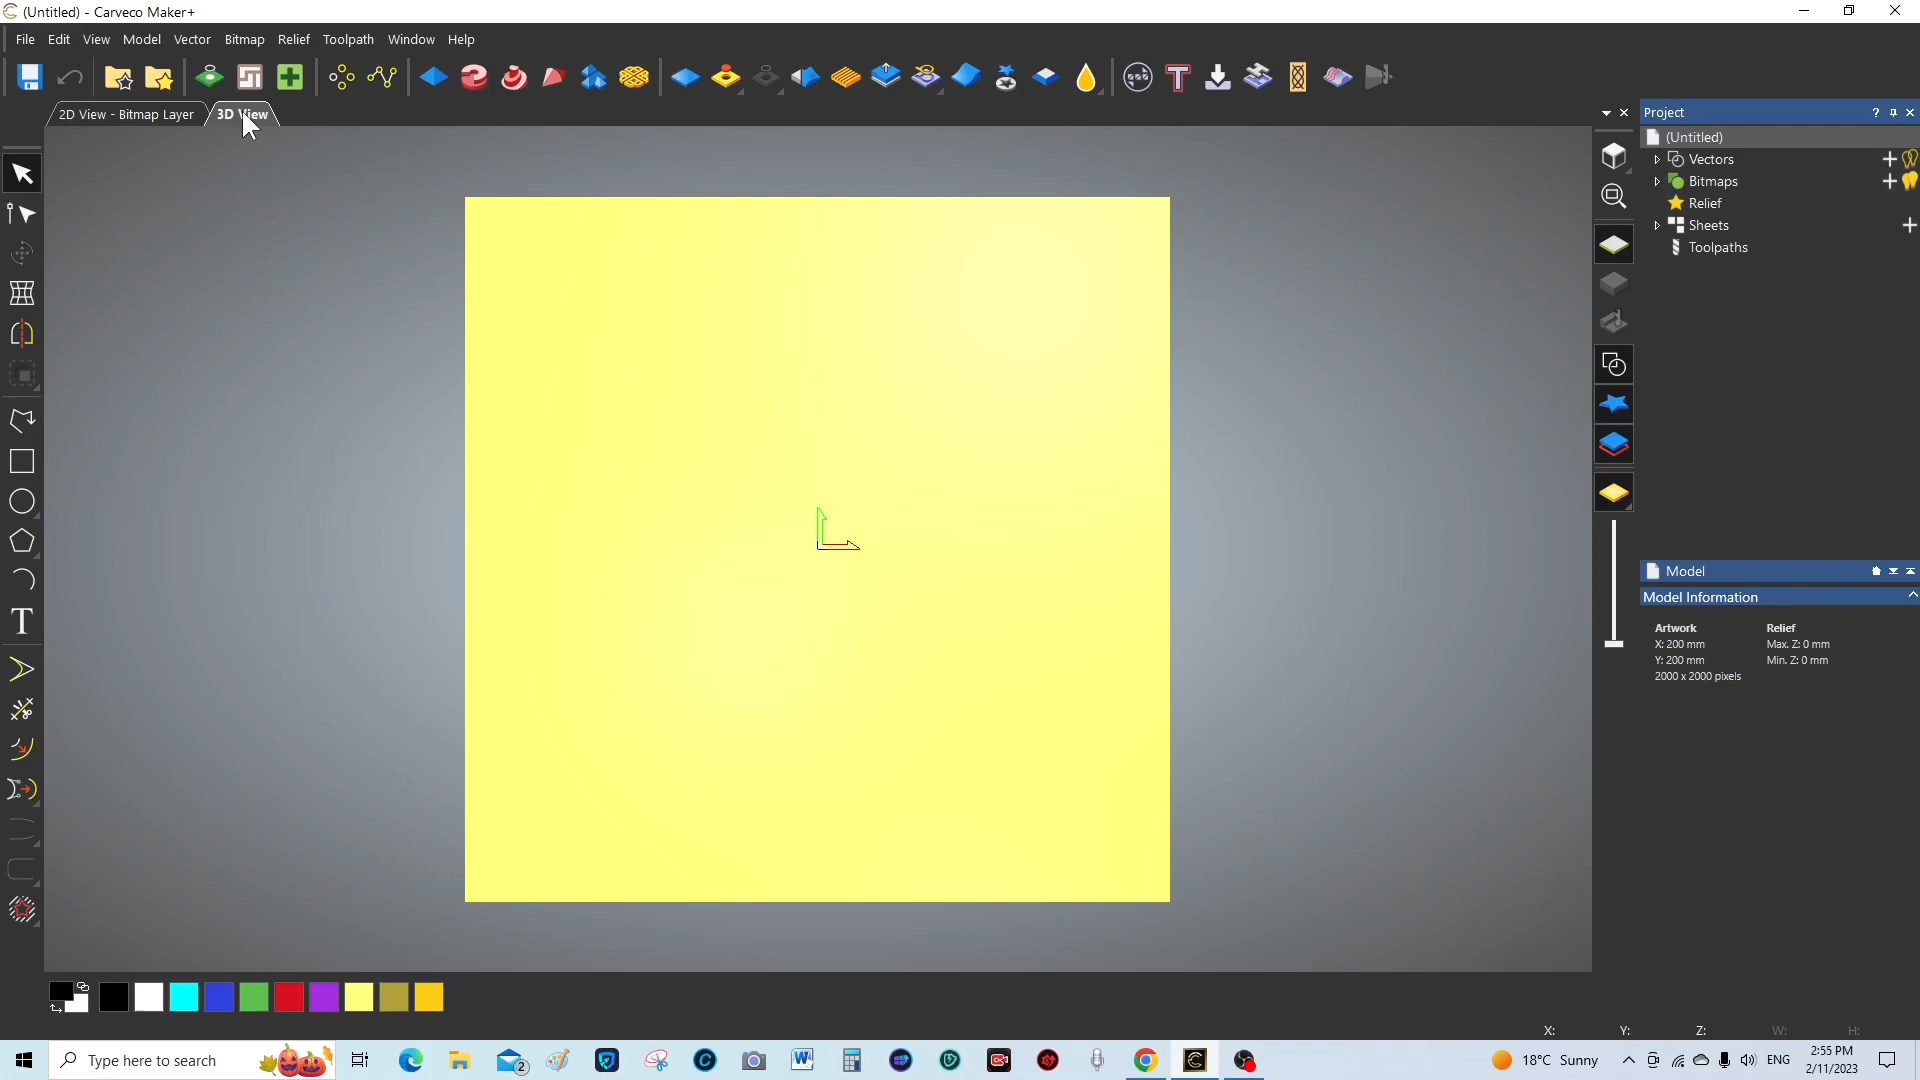 (Untitled) - Carveco Maker+
File Edit View Model Vector Bitmap Relief Toolpath Window Help
2D View - Bitmap Layer 3D View
Project
(Untitled)
Vectors
Bitmaps
Relief
Sheets
Toolpaths
Model
Model Information
Artwork Relief
X: 200 mm Max. Z: 0 mm
Y: 200 mm Min. Z: 0 mm
2000 x 2000 pixels
X: Y: Z: W: H:
Type here to search
2
18°C Sunny
ENG
2:55 PM
2/11/2023